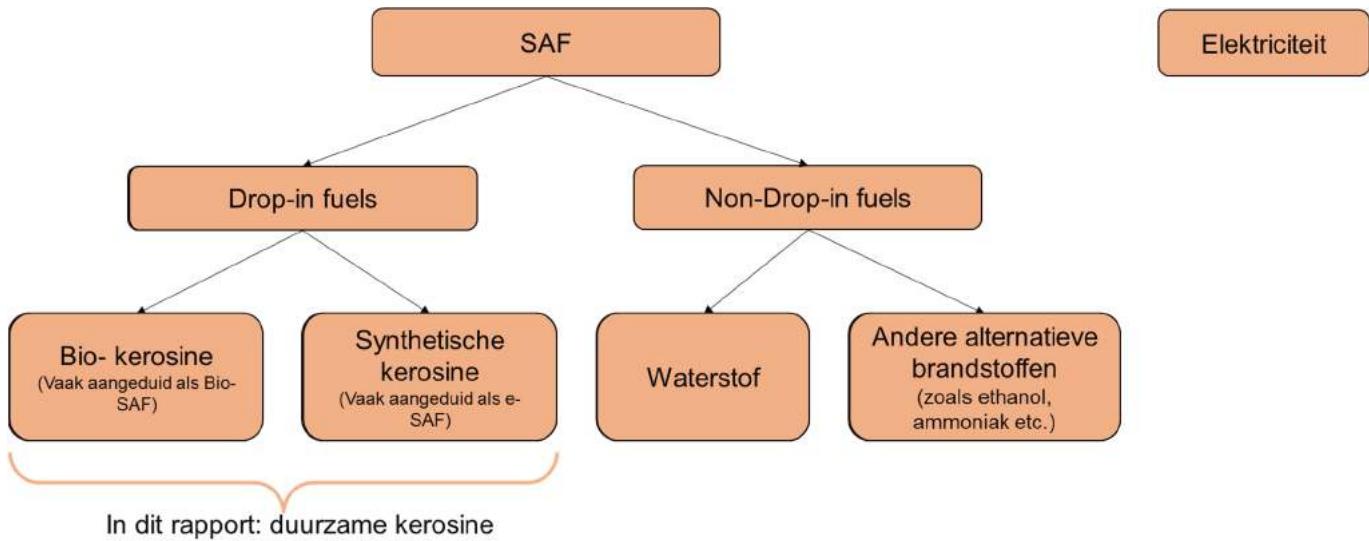 SAF
Elektriciteit
Drop-in fuels
Non-Drop-in fuels
Bio- kerosine
(Vaak aangeduid als Bio-
SAF)
Synthetische
kerosine
(Vaak aangeduid als e-
SAF)
Waterstof
Andere alternatieve
brandstoffen
(zoals ethanol,
ammoniak etc.)
In dit rapport: duurzame kerosine